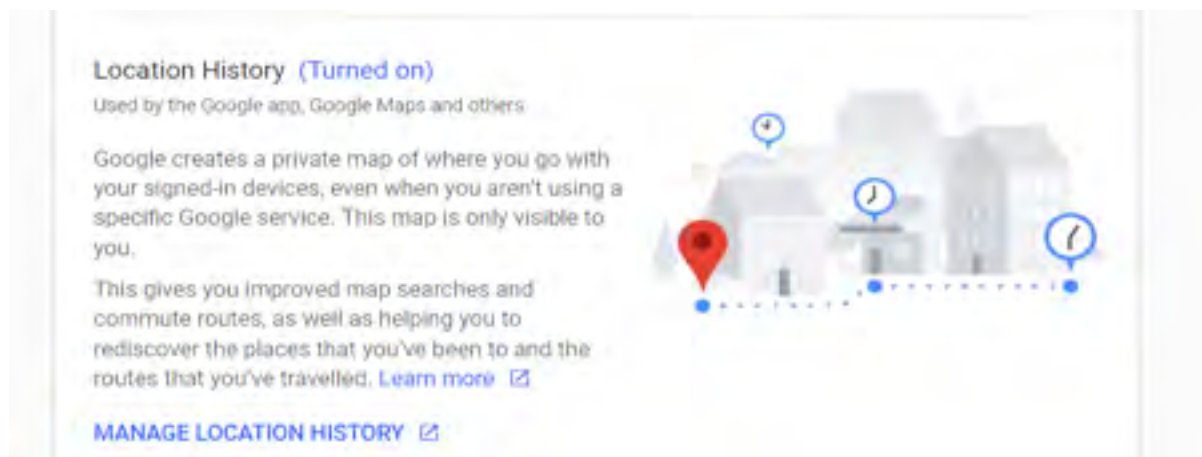 Location History (Turned on)
Used by the Google app, Google Maps and others
Google creates a private map of where you go with
your signed-in devices, even when you aren't using a
specific Google service. This map is only visible to
you.
This gives you improved map searches and
commute routes, as well as helping you to
rediscover the places that you've been to and the
routes that you've travelled. Learn more
MANAGE LOCATION HISTORY